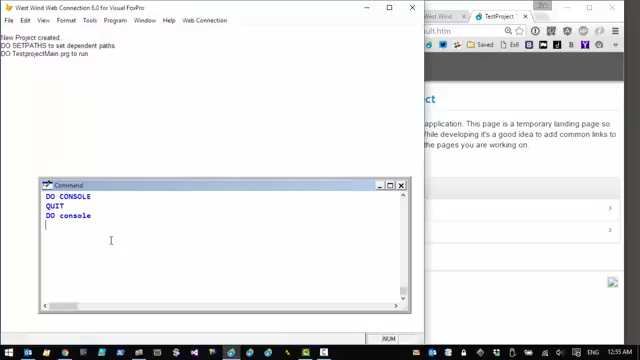 West Wind Web Connection 6.0 for Visual FoxPro
File Edit View Format Tools Program Window Help Web Connection
New Project created...
DO SETPATHS to set dependent paths
DO TestprojectMain.prg to run
Command
DO CONSOLE
QUIT
DO console
NUM
West Wind
TestProject
ult.htm
Saved
Es6
ct
application. This page is a temporary landing page so
While developing it's a good idea to add common links to
the pages you are working on.
ENG
12:55 AM